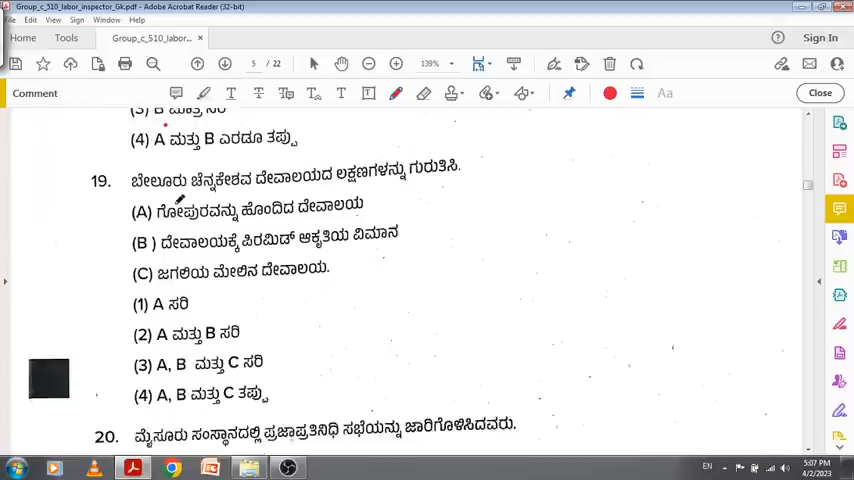 Group_c_510_labor_inspector_Gk.pdf - Adobe Acrobat Reader (32-bit)
File Edit View Sign Window Help
Home Tools Group_c_510_labor... × Sign In
5 / 22 139%
Comment Aa Close
(3) B ಮಾತ್ರ ಸರಿ
(4) A ಮತ್ತು B ಎರಡೂ ತಪ್ಪು
19. ಬೇಲೂರು ಚೆನ್ನಕೇಶವ ದೇವಾಲಯದ ಲಕ್ಷಣಗಳನ್ನು ಗುರುತಿಸಿ.
(A) ಗೋಪುರವನ್ನು ಹೊಂದಿದ ದೇವಾಲಯ
(B ) ದೇವಾಲಯಕ್ಕೆ ಪಿರಮಿಡ್ ಆಕೃತಿಯ ವಿಮಾನ
(C) ಜಗಲಿಯ ಮೇಲಿನ ದೇವಾಲಯ.
(1) A ಸರಿ
(2) A ಮತ್ತು B ಸರಿ
(3) A, B ಮತ್ತು C ಸರಿ
(4) A, B ಮತ್ತು C ತಪ್ಪು
20. ಮೈಸೂರು ಸಂಸ್ಥಾನದಲ್ಲಿ ಪ್ರಜಾಪ್ರತಿನಿಧಿ ಸಭೆಯನ್ನು ಜಾರಿಗೊಳಿಸಿದವರು.
EN 5:07 PM
4/2/2023